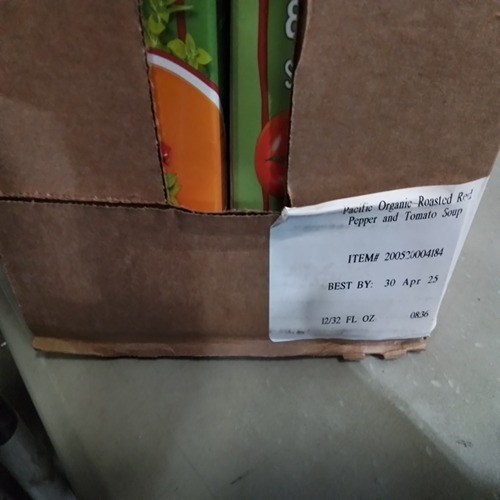 Pacific Organic Roasted Red
Pepper and Tomato Soup
ITEM# 200520004184
BEST BY: 30 Apr 25
12/32 FL OZ 0836